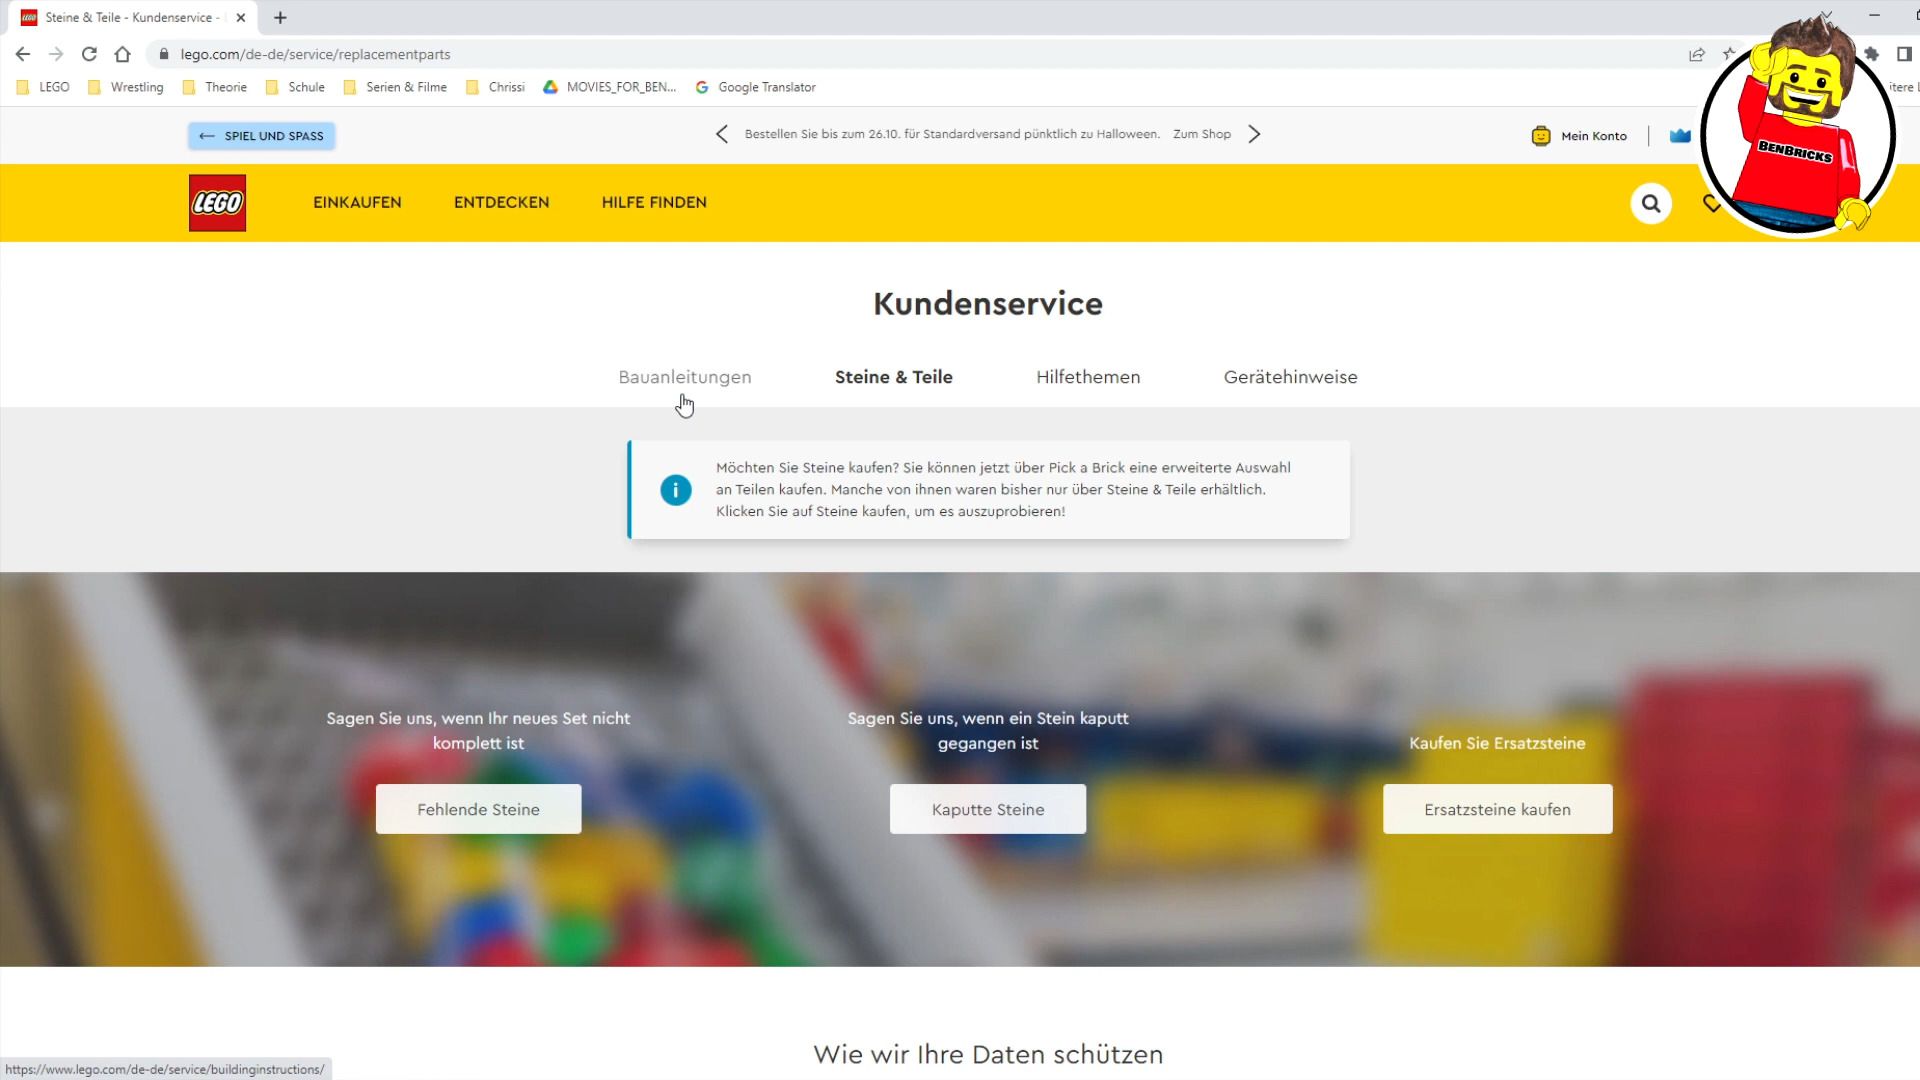 Steine & Teile - Kundenservice -
lego.com/de-de/service/replacementparts
LEGO
Wrestling
Theorie
Schule
Serien & Filme
Chrissi
MOVIES_FOR_BEN...
Google Translator
itere L
BENBRICKS
SPIEL UND SPASS
Bestellen Sie bis zum 26.10. für Standardversand pünktlich zu Halloween. Zum Shop
Mein Konto
LEGO
EINKAUFEN
ENTDECKEN
HILFE FINDEN
Kundenservice
Bauanleitungen
Steine & Teile
Hilfethemen
Gerätehinweise
Möchten Sie Steine kaufen? Sie können jetzt über Pick a Brick eine erweiterte Auswahl
an Teilen kaufen. Manche von ihnen waren bisher nur über Steine & Teile erhältlich.
Klicken Sie auf Steine kaufen, um es auszuprobieren!
Sagen Sie uns, wenn Ihr neues Set nicht
komplett ist
Fehlende Steine
Sagen Sie uns, wenn ein Stein kaputt
gegangen ist
Kaputte Steine
Kaufen Sie Ersatzsteine
Ersatzsteine kaufen
Wie wir Ihre Daten schützen
https://www.lego.com/de-de/service/buildinginstructions/